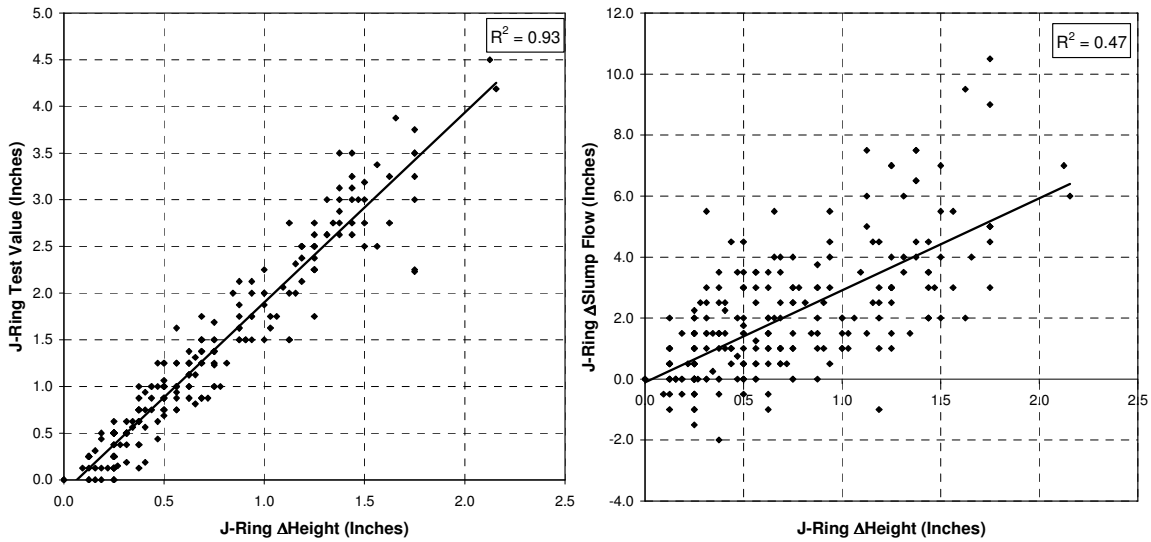 J-Ring Test Value (Inches)
5.0
4.5
4.0
3.5
3.0
2.5
2.0
1.5
1.0
0.5
0.0
R² = 0.93
0.0 0.5 1.0 1.5 2.0 2.5
J-Ring ΔHeight (Inches)
J-Ring ΔSlump Flow (Inches)
12.0
10.0
8.0
6.0
4.0
2.0
0.0
-2.0
-4.0
R² = 0.47
0.0 0.5 1.0 1.5 2.0 2.5
J-Ring ΔHeight (Inches)